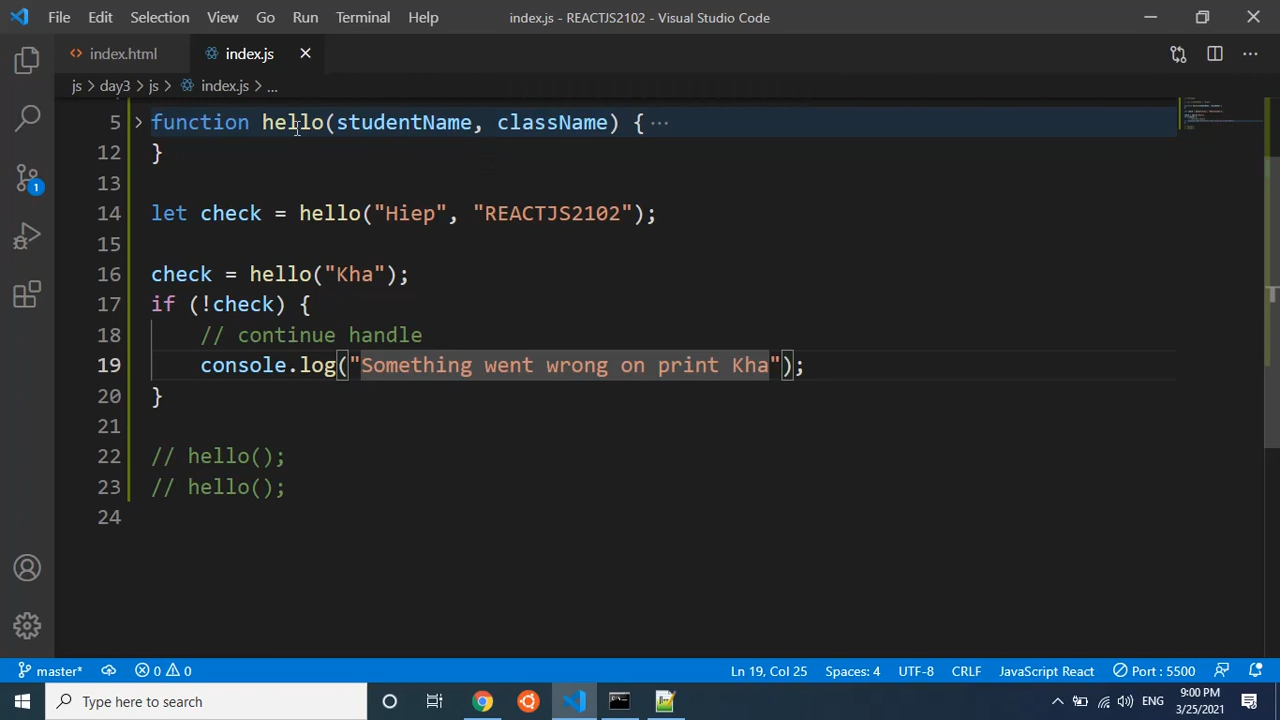 File Edit Selection View Go Run Terminal Help index.js - REACTJS2102 - Visual Studio Code
index.html index.js
js > day3 > js > index.js > ...
5 function hello(studentName, className) { ...
12 }
13
14 let check = hello("Hiep", "REACTJS2102");
15
16 check = hello("Kha");
17 if (!check) {
18 // continue handle
19 console.log("Something went wrong on print Kha");
20 }
21
22 // hello();
23 // hello();
24
1
master* 0 0 Ln 19, Col 25 Spaces: 4 UTF-8 CRLF JavaScript React Port : 5500
Type here to search ENG 9:00 PM
3/25/2021